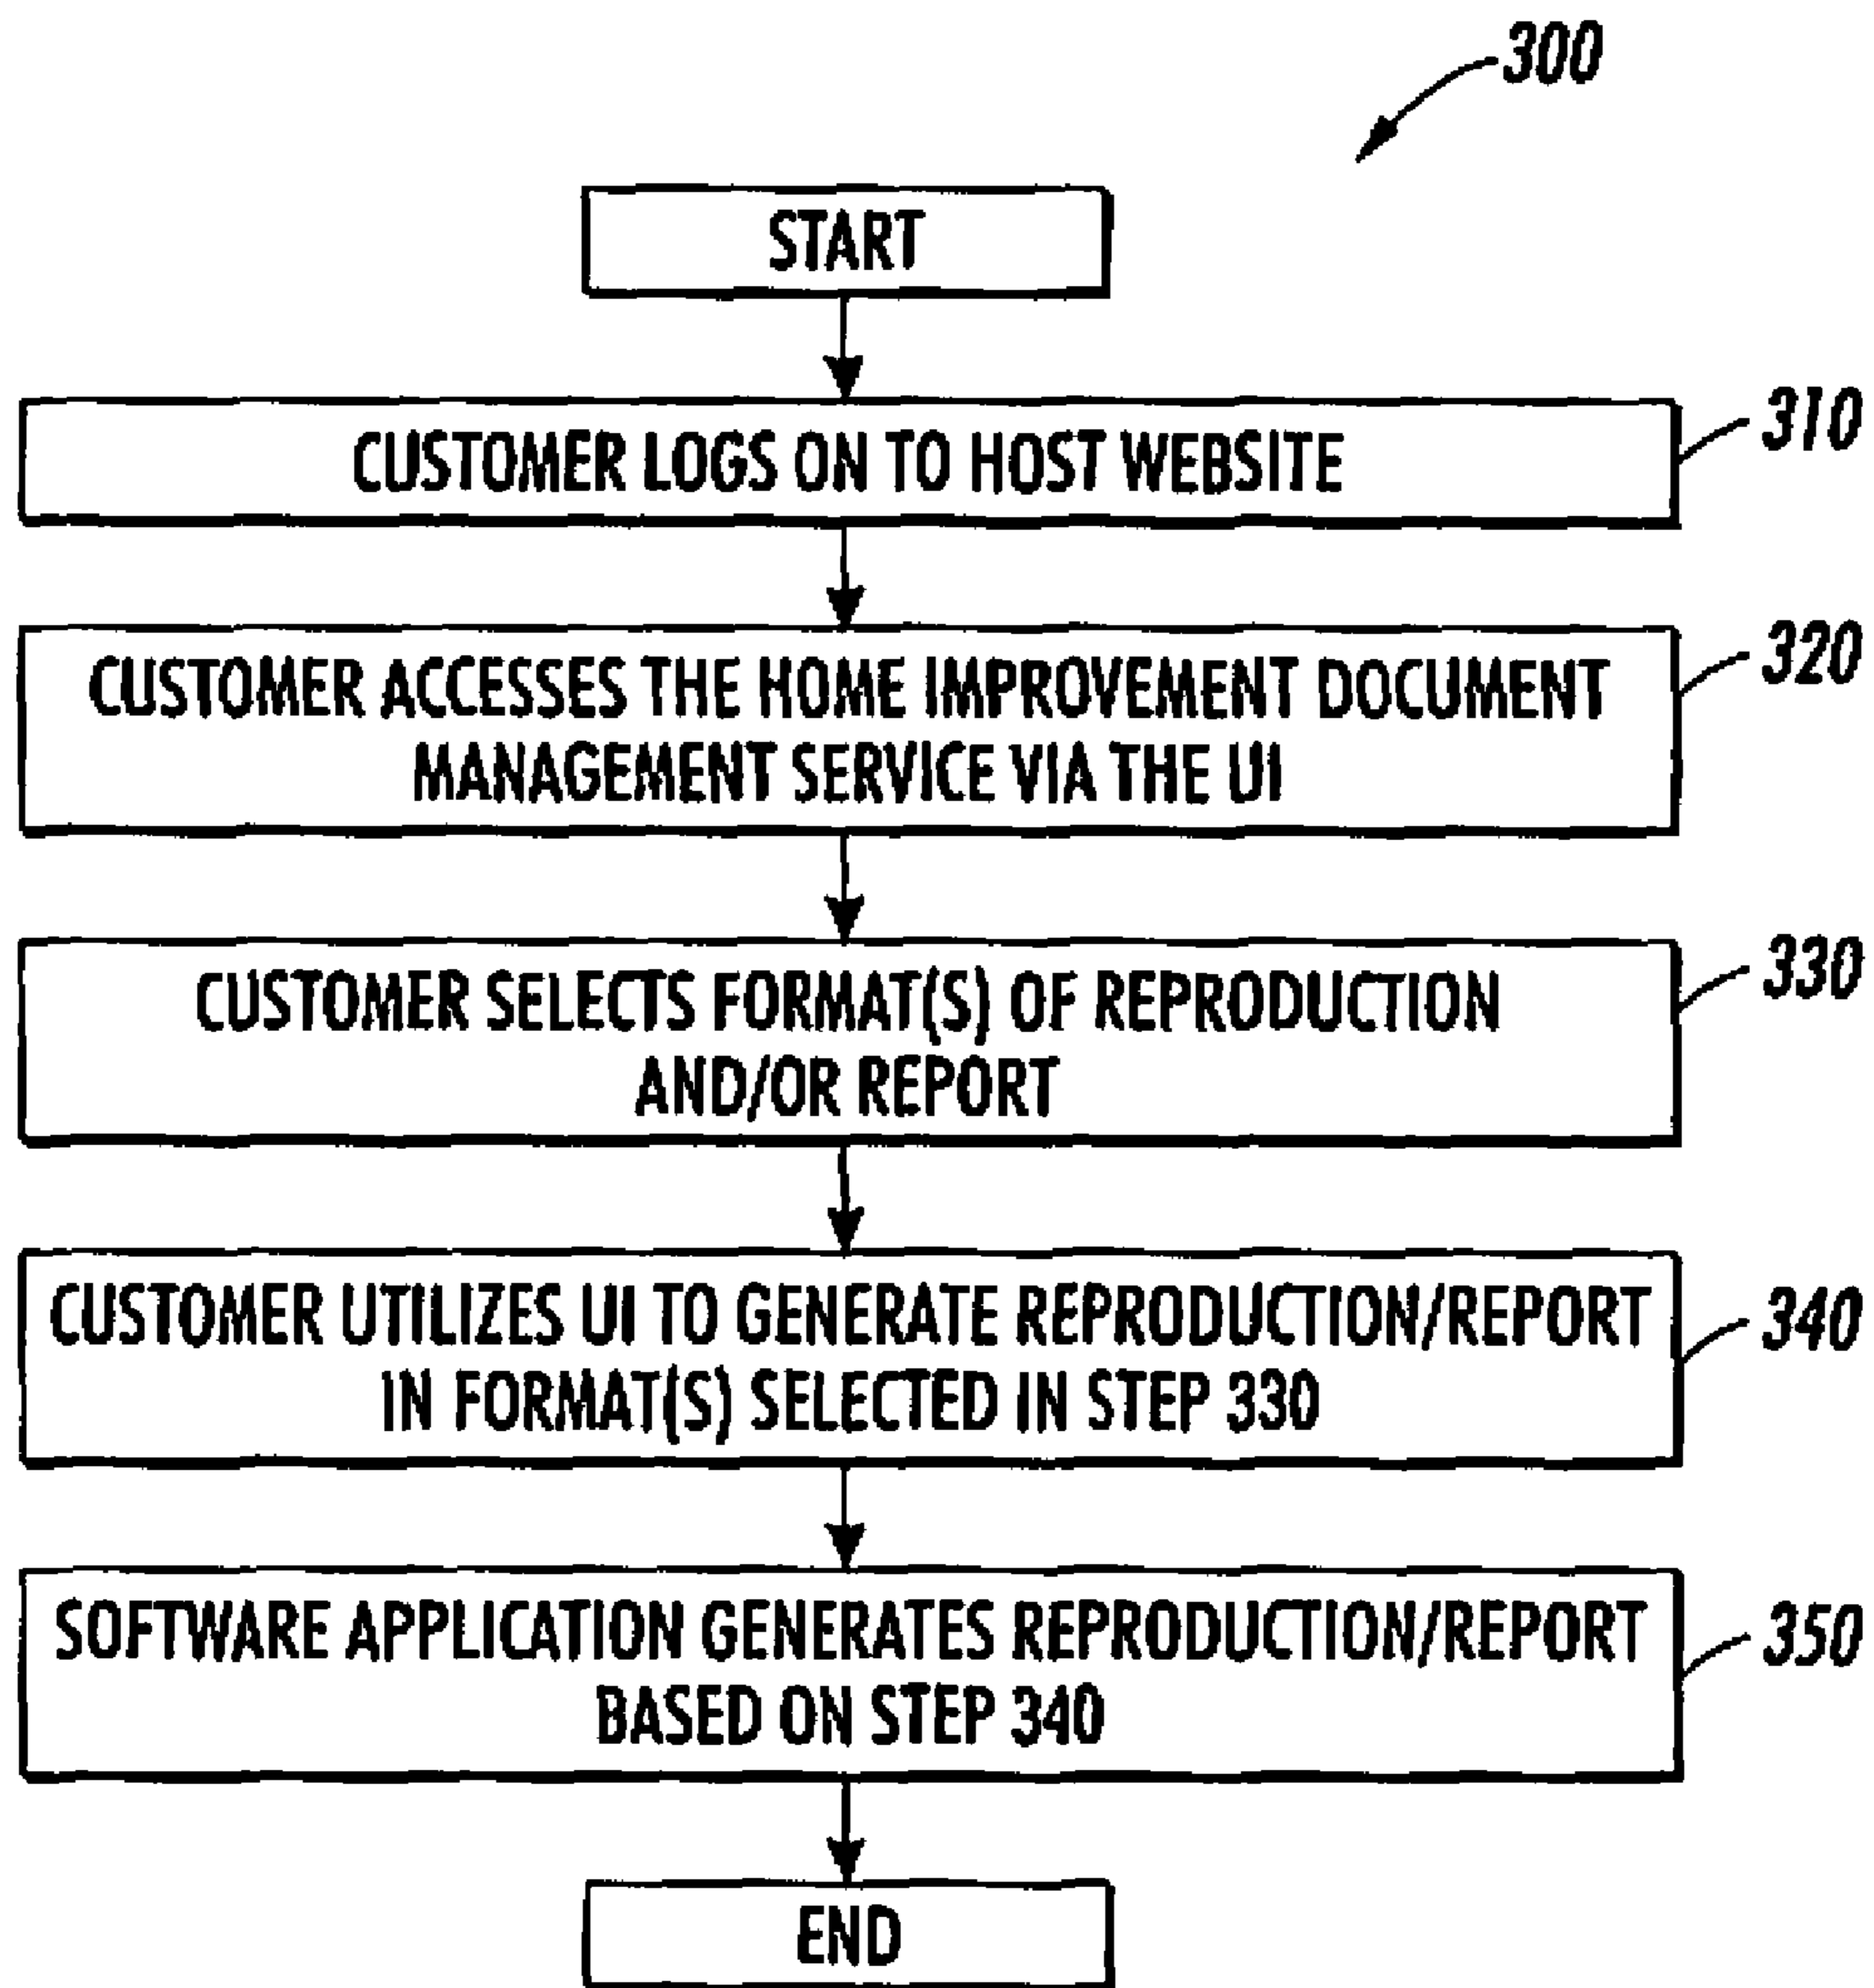 300
START
CUSTOMER LOGS ON TO HOST WEBSITE
310
CUSTOMER ACCESSES THE HOME IMPROVEMENT DOCUMENT
MANAGEMENT SERVICE VIA THE UI
320
CUSTOMER SELECTS FORMAT(S) OF REPRODUCTION
AND/OR REPORT
330
CUSTOMER UTILIZES UI TO GENERATE REPRODUCTION/REPORT
IN FORMAT(S) SELECTED IN STEP 330
340
SOFTWARE APPLICATION GENERATES REPRODUCTION/REPORT
BASED ON STEP 340
350
END